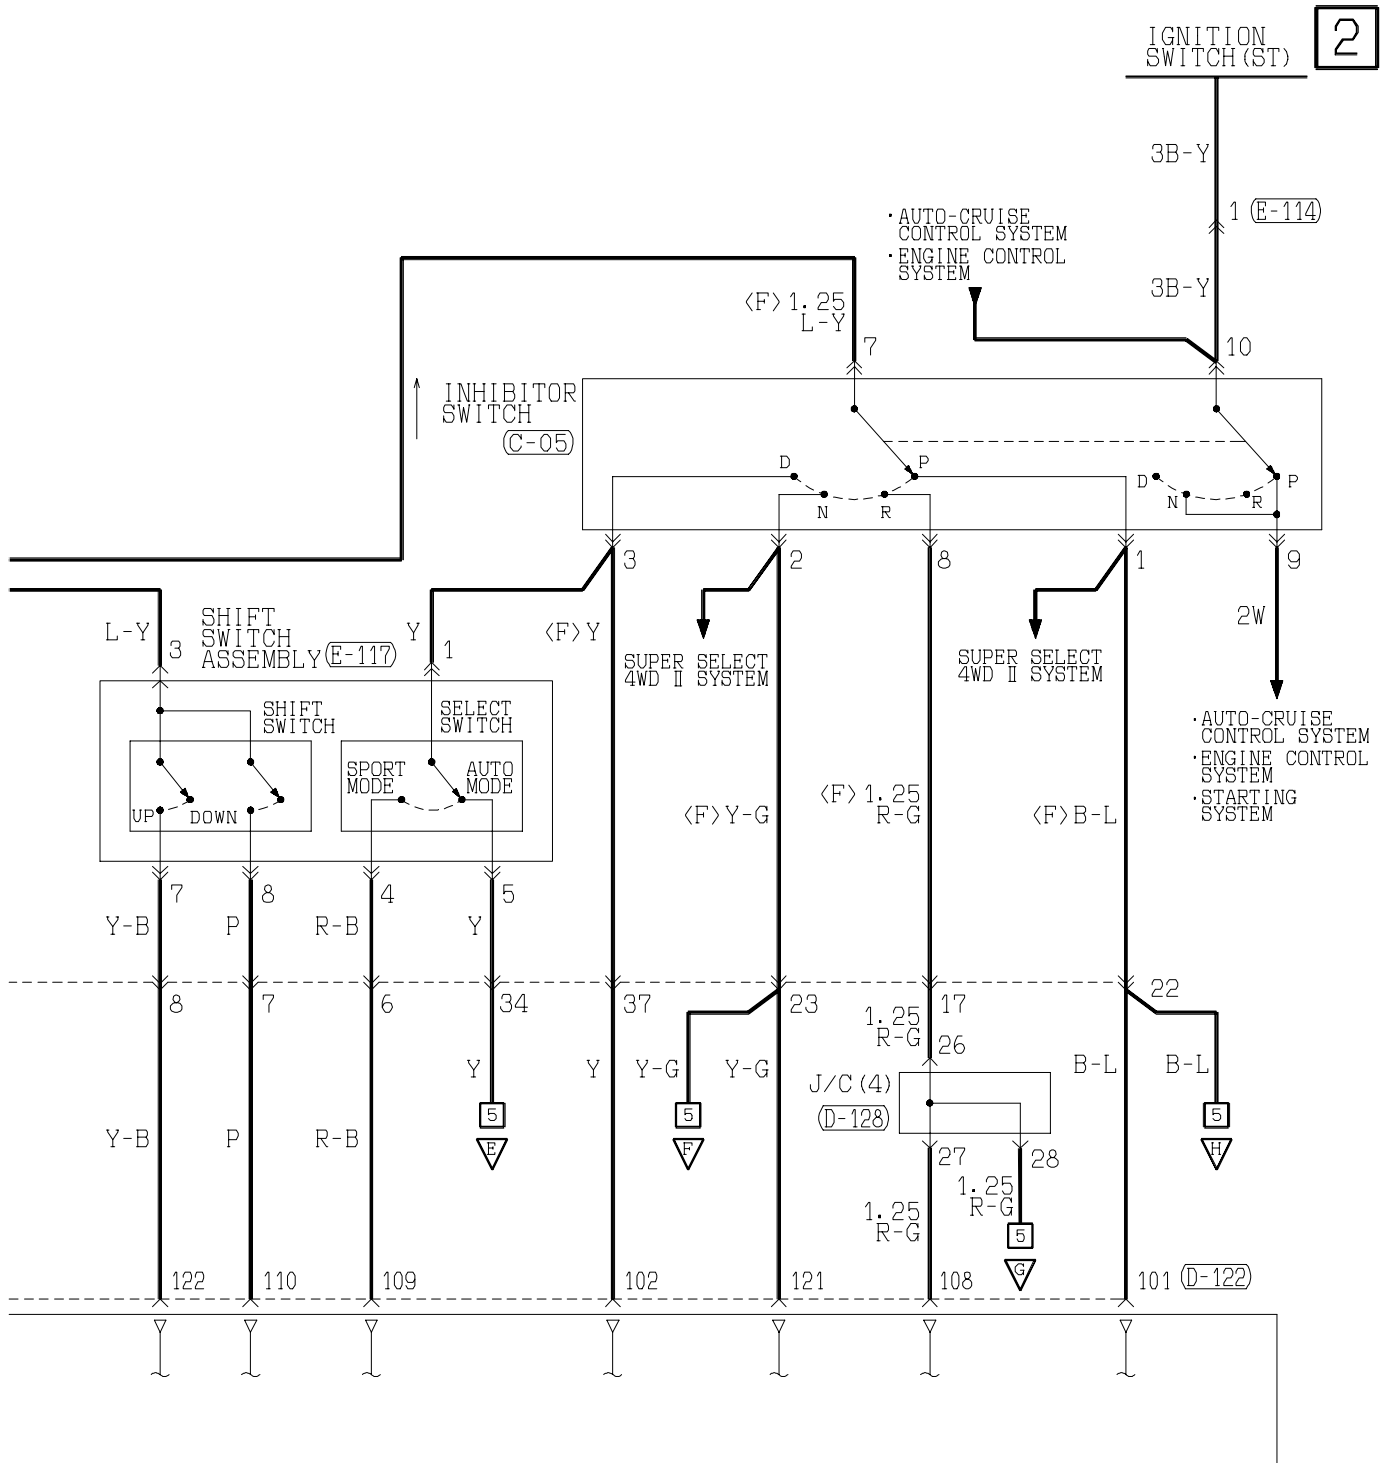 2
IGNITION
SWITCH(ST)
3B-Y
1 (E-114)
·AUTO-CRUISE
CONTROL SYSTEM
·ENGINE CONTROL
SYSTEM
3B-Y
<F>1.25
L-Y
7
10
INHIBITOR
SWITCH
(C-05)
D
P
N
R
D
P
N
R
3
2
8
1
9
L-Y
3
SHIFT
SWITCH
ASSEMBLY (E-117)
Y
1
<F>Y
SUPER SELECT
4WD Ⅱ SYSTEM
SUPER SELECT
4WD Ⅱ SYSTEM
2W
·AUTO-CRUISE
CONTROL SYSTEM
·ENGINE CONTROL
SYSTEM
·STARTING
SYSTEM
SHIFT
SWITCH
SELECT
SWITCH
SPORT
MODE
AUTO
MODE
UP
DOWN
<F>Y-G
<F>1.25
R-G
<F>B-L
7
8
4
5
Y-B
P
R-B
Y
8
7
6
34
37
23
17
22
1.25
R-G
26
Y
Y
Y-G
Y-G
B-L
B-L
J/C(4)
(D-128)
5
E
5
F
5
H
Y-B
P
R-B
27
28
1.25
R-G
1.25
R-G
5
G
122
110
109
102
121
108
101 (D-122)